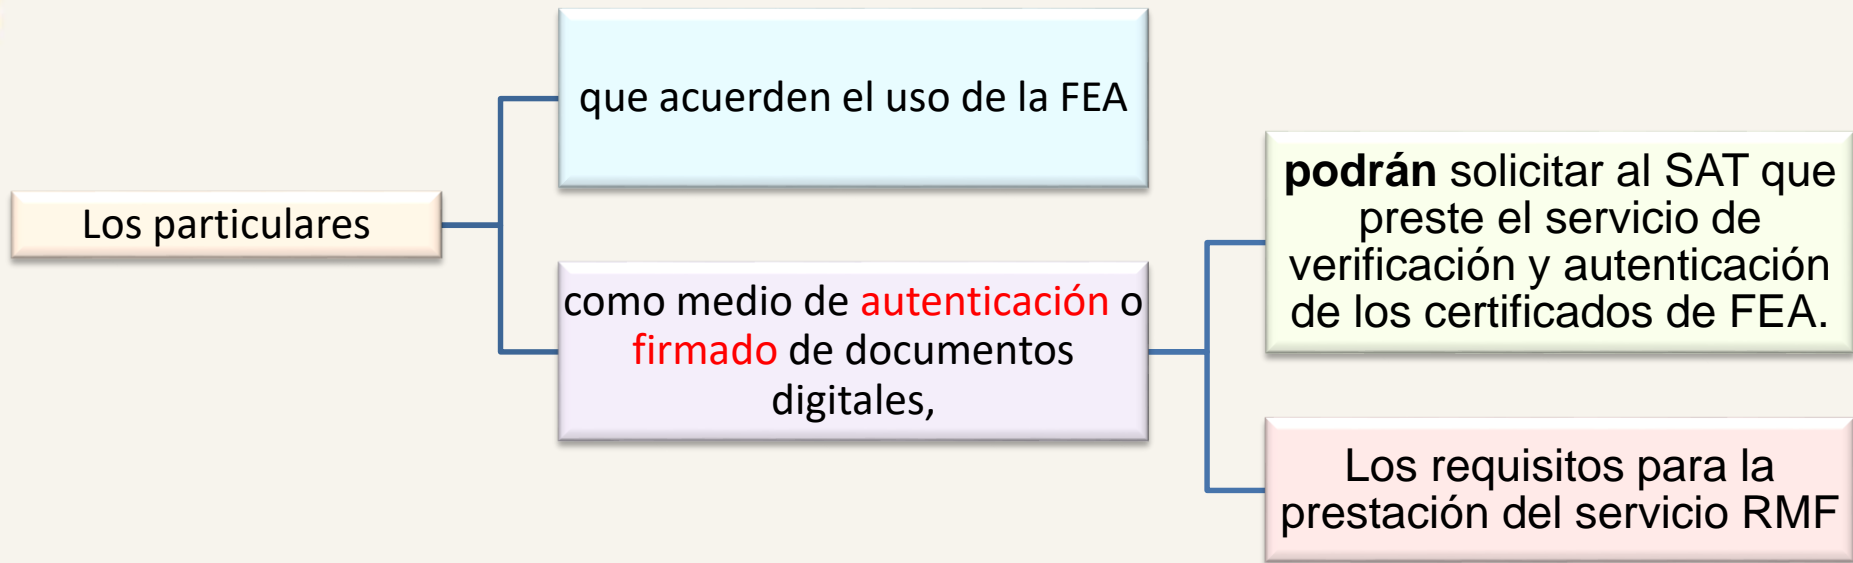 Los particulares
que acuerden el uso de la FEA
como medio de autenticación o
firmado de documentos
digitales,
podrán solicitar al SAT que
preste el servicio de
verificación y autenticación
de los certificados de FEA.
Los requisitos para la
prestación del servicio RMF